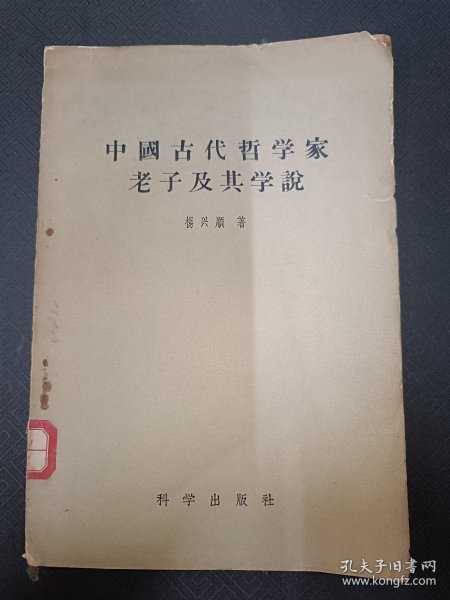 中國古代哲学家
老子及其学說
楊兴順 著
科学出版社
孔夫子旧书网
www.kongfz.com